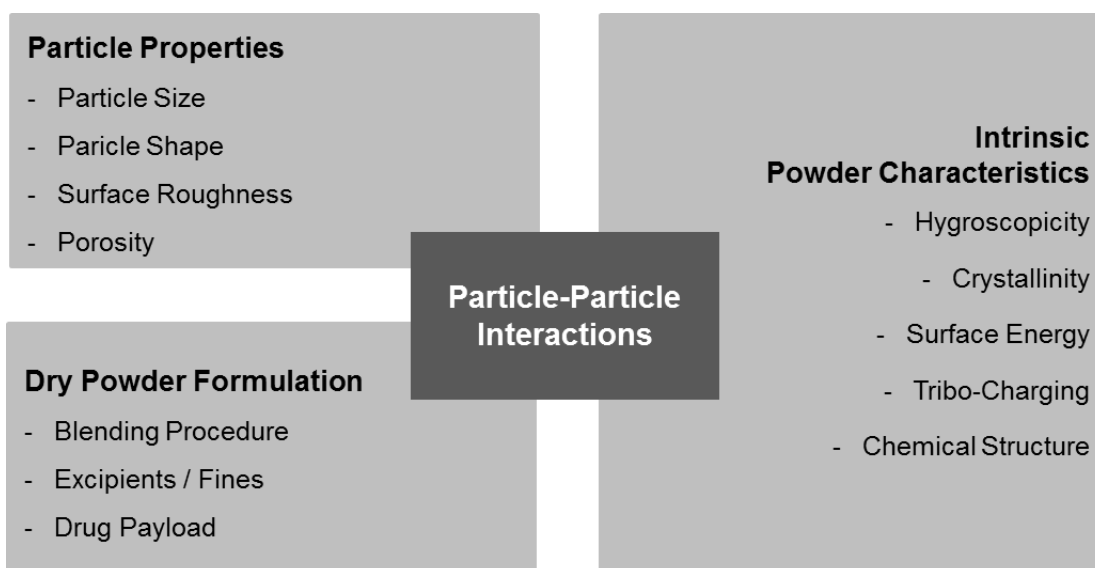 Particle Properties
- Particle Size
- Paricle Shape
- Surface Roughness
- Porosity
Particle-Particle
Interactions
Dry Powder Formulation
- Blending Procedure
- Excipients / Fines
- Drug Payload
Intrinsic
Powder Characteristics
- Hygroscopicity
- Crystallinity
- Surface Energy
- Tribo-Charging
- Chemical Structure